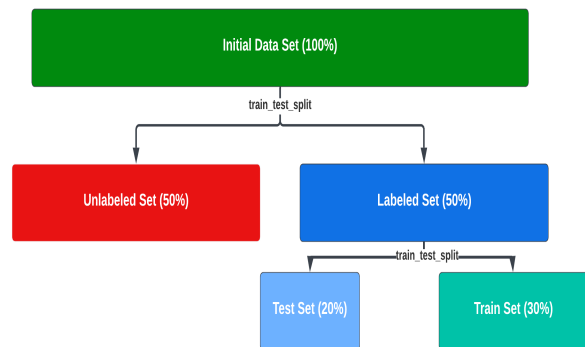 Initial Data Set (100%)
train_test_split
Unlabeled Set (50%)
Labeled Set (50%)
train_test_split
Test Set (20%)
Train Set (30%)